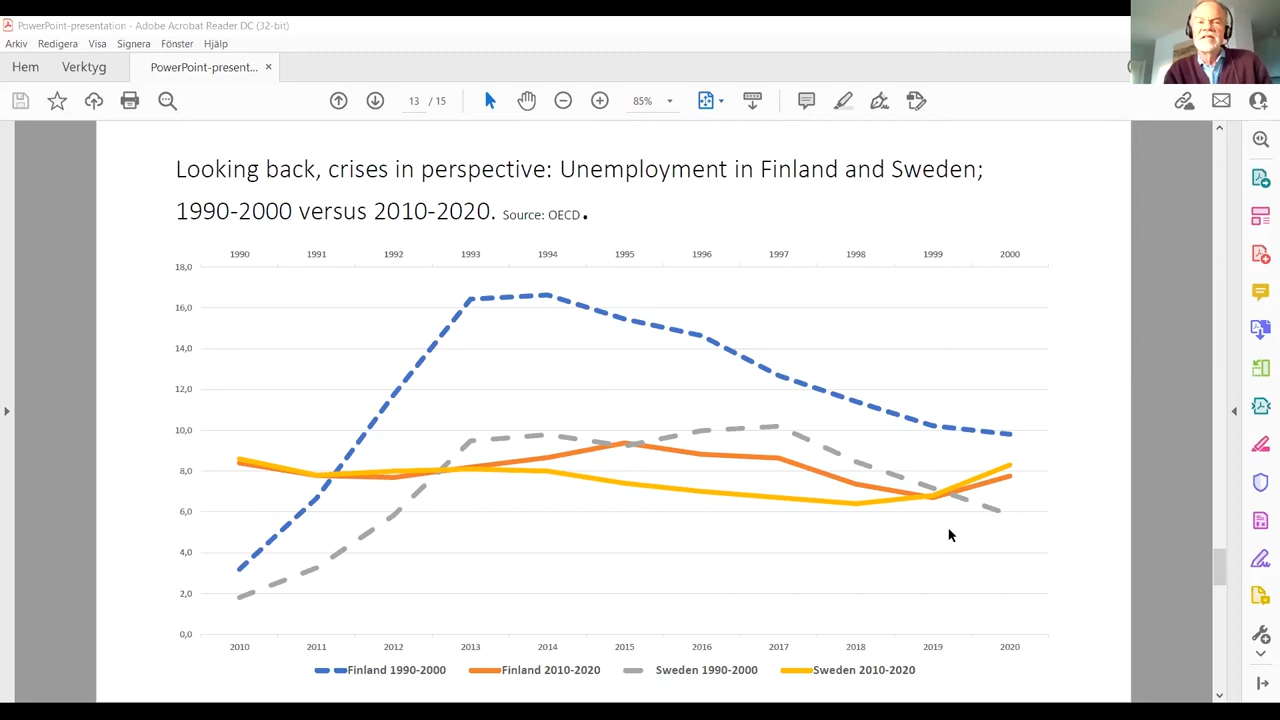 PowerPoint-presentation - Adobe Acrobat Reader DC (32-bit)
Arkiv Redigera Visa Signera Fönster Hjälp
Hem Verktyg PowerPoint-present... ×
13 / 15 85%
Looking back, crises in perspective: Unemployment in Finland and Sweden;
1990-2000 versus 2010-2020. Source: OECD.
1990 1991 1992 1993 1994 1995 1996 1997 1998 1999 2000
18,0
16,0
14,0
12,0
10,0
8,0
6,0
4,0
2,0
0,0
2010 2011 2012 2013 2014 2015 2016 2017 2018 2019 2020
Finland 1990-2000 Finland 2010-2020 Sweden 1990-2000 Sweden 2010-2020